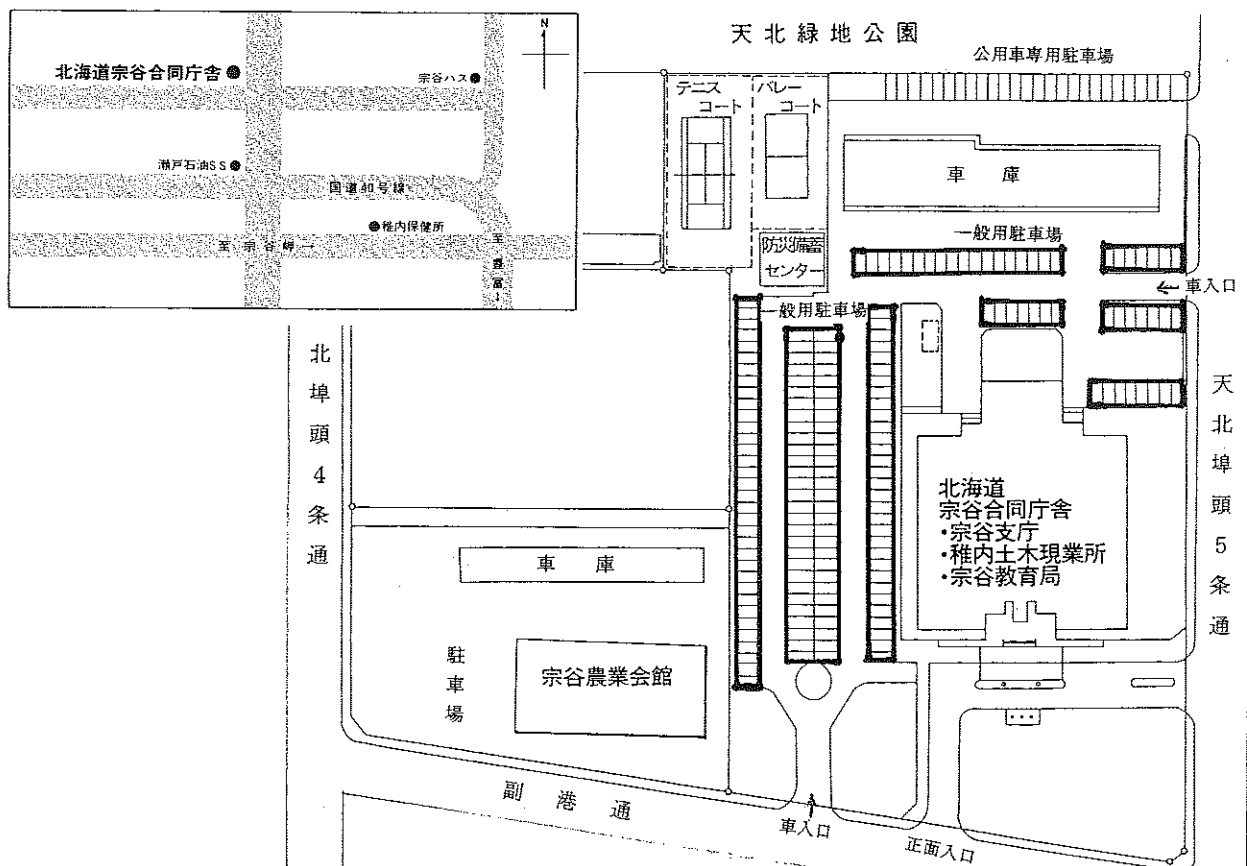 N
北海道宗谷合同庁舎
宗谷バス
瀬戸石油SS
国道40号線
稚内保健所
至宗谷岬→
至豊富↓
天北緑地公園
公用車専用駐車場
テニス
コート
バレー
コート
車庫
一般用駐車場
防災備蓄
センター
←車入口
一般用駐車場
北埠頭4条通
天北埠頭5条通
北海道
宗谷合同庁舎
・宗谷支庁
・稚内土木現業所
・宗谷教育局
車庫
駐車場
宗谷農業会館
副港通
車入口
正面入口